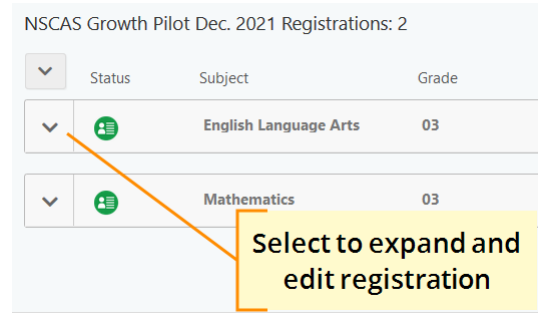 NSCAS Growth Pilot Dec. 2021 Registrations: 2
Status Subject Grade
English Language Arts 03
Mathematics 03
Select to expand and
edit registration